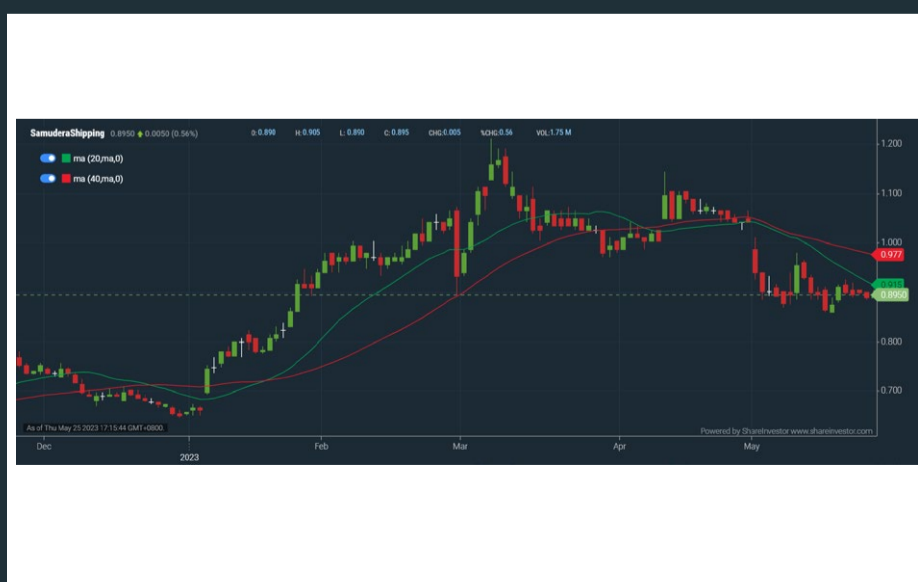 SamuderaShipping 0.8950 0.0050 (0.56%) O:0.890 H:0.905 L:0.890 C:0.895 CHG:0.005 %CHG:0.56 VOL:1.75 M
ma (20,ma,0)
ma (40,ma,0)
1.200
1.100
1.000
0.977
0.915
0.8950
0.800
0.700
As of Thu May 25 2023 17:15:44 GMT+0800.
Powered by ShareInvestor www.shareinvestor.com
Dec Feb Mar Apr May
2023